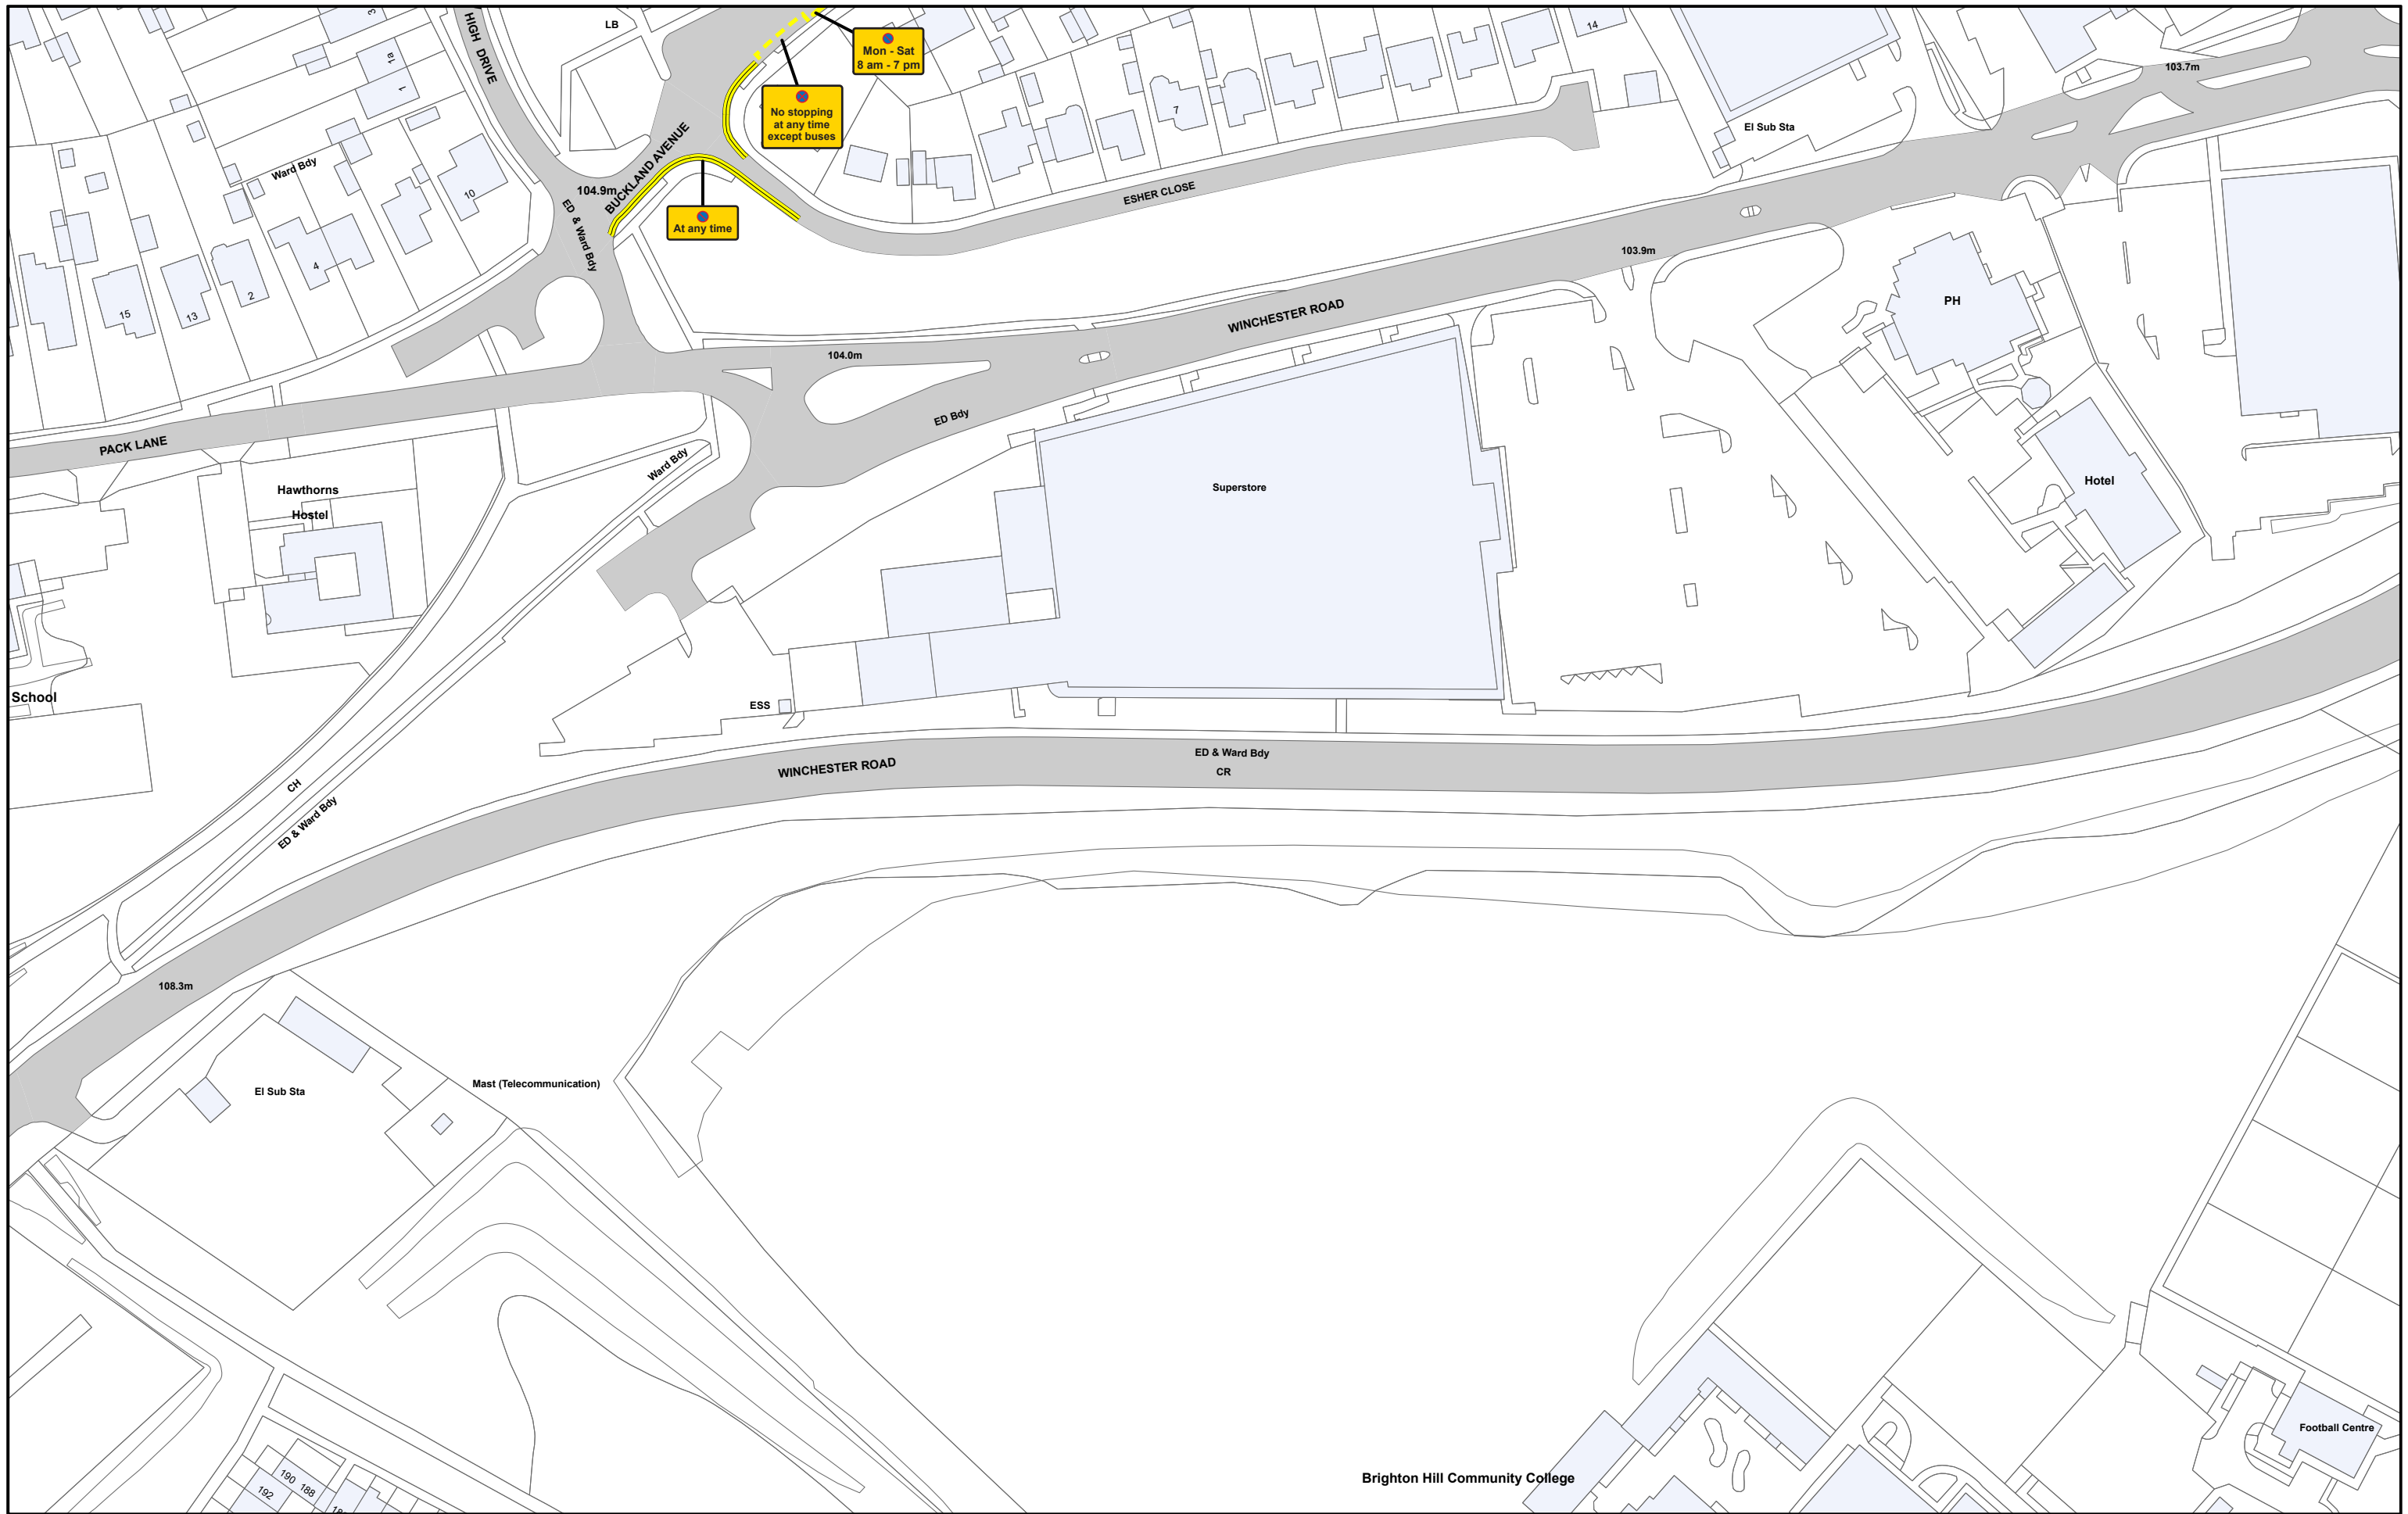 HIGH DRIVE
LB
3
1a
1
Mon - Sat
8 am - 7 pm
No stopping
at any time
except buses
14
103.7m
El Sub Sta
7
BUCKLAND AVENUE
Ward Bdy
10
104.9m
ED & Ward Bdy
At any time
ESHER CLOSE
4
2
13
15
103.9m
WINCHESTER ROAD
PH
104.0m
ED Bdy
PACK LANE
Ward Bdy
Hawthorns
Hostel
Superstore
Hotel
School
ESS
ED & Ward Bdy
CR
WINCHESTER ROAD
CH
ED & Ward Bdy
108.3m
El Sub Sta
Mast (Telecommunication)
Football Centre
Brighton Hill Community College
190
188
192